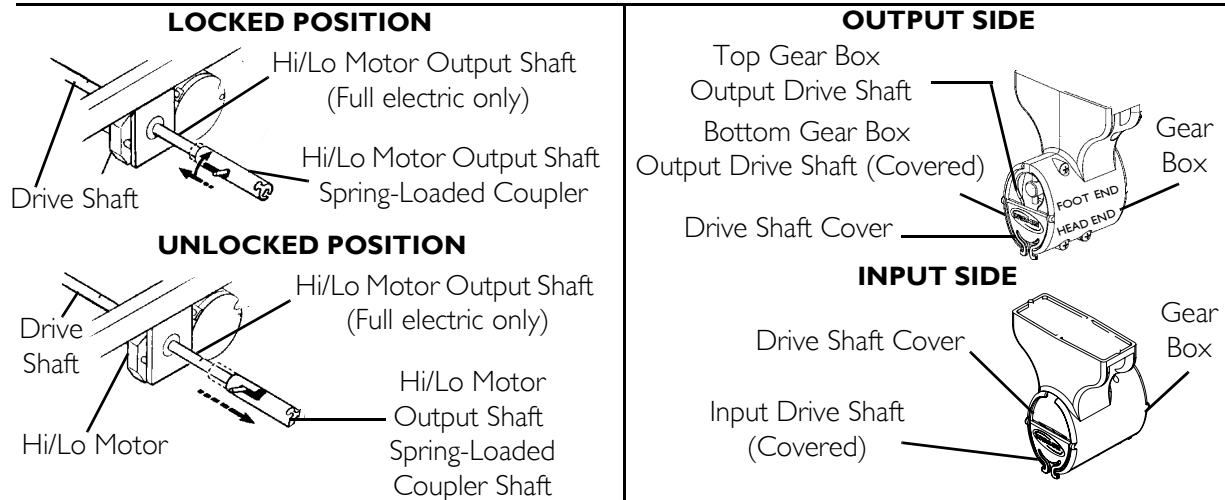 LOCKED POSITION
Hi/Lo Motor Output Shaft
(Full electric only)
Hi/Lo Motor Output Shaft
Spring-Loaded Coupler
Drive Shaft
UNLOCKED POSITION
Hi/Lo Motor Output Shaft
(Full electric only)
Drive
Shaft
Hi/Lo Motor
Output Shaft
Spring-Loaded
Coupler Shaft
Hi/Lo Motor
OUTPUT SIDE
Top Gear Box
Output Drive Shaft
Bottom Gear Box
Output Drive Shaft (Covered)
Gear
Box
FOOT END
HEAD END
Drive Shaft Cover
INPUT SIDE
Drive Shaft Cover
Gear
Box
Input Drive Shaft
(Covered)